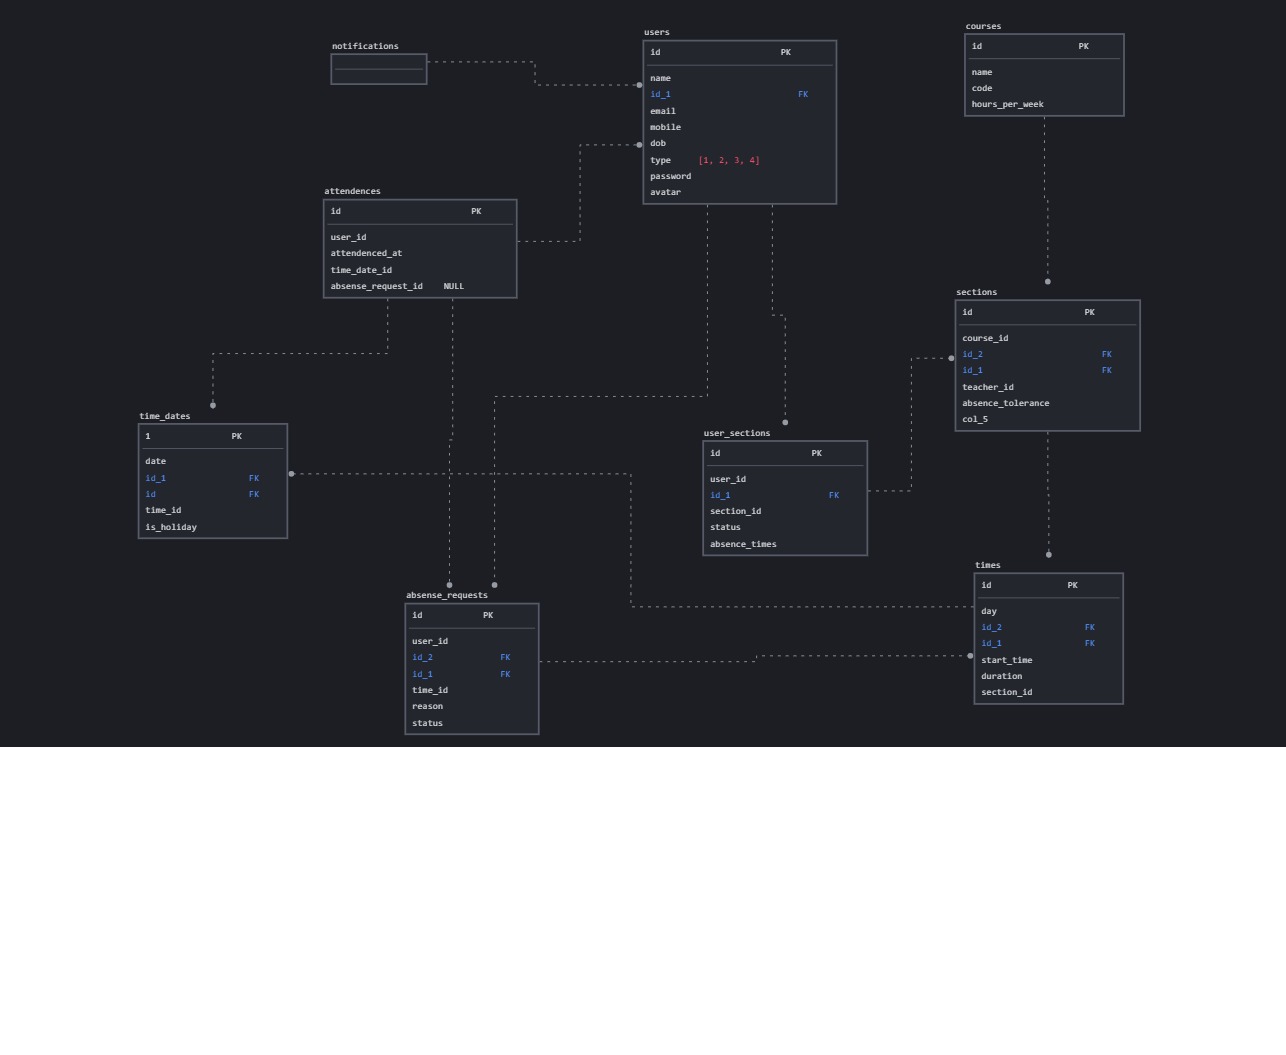 notifications
users
id PK
name
id_1 FK
email
mobile
dob
type [1, 2, 3, 4]
password
avatar
courses
id PK
name
code
hours_per_week
attendences
id PK
user_id
attendenced_at
time_date_id
absense_request_id NULL
sections
id PK
course_id
id_2 FK
id_1 FK
teacher_id
absence_tolerance
col_5
time_dates
1 PK
date
id_1 FK
id FK
time_id
is_holiday
user_sections
id PK
user_id
id_1 FK
section_id
status
absence_times
absense_requests
id PK
user_id
id_2 FK
id_1 FK
time_id
reason
status
times
id PK
day
id_2 FK
id_1 FK
start_time
duration
section_id